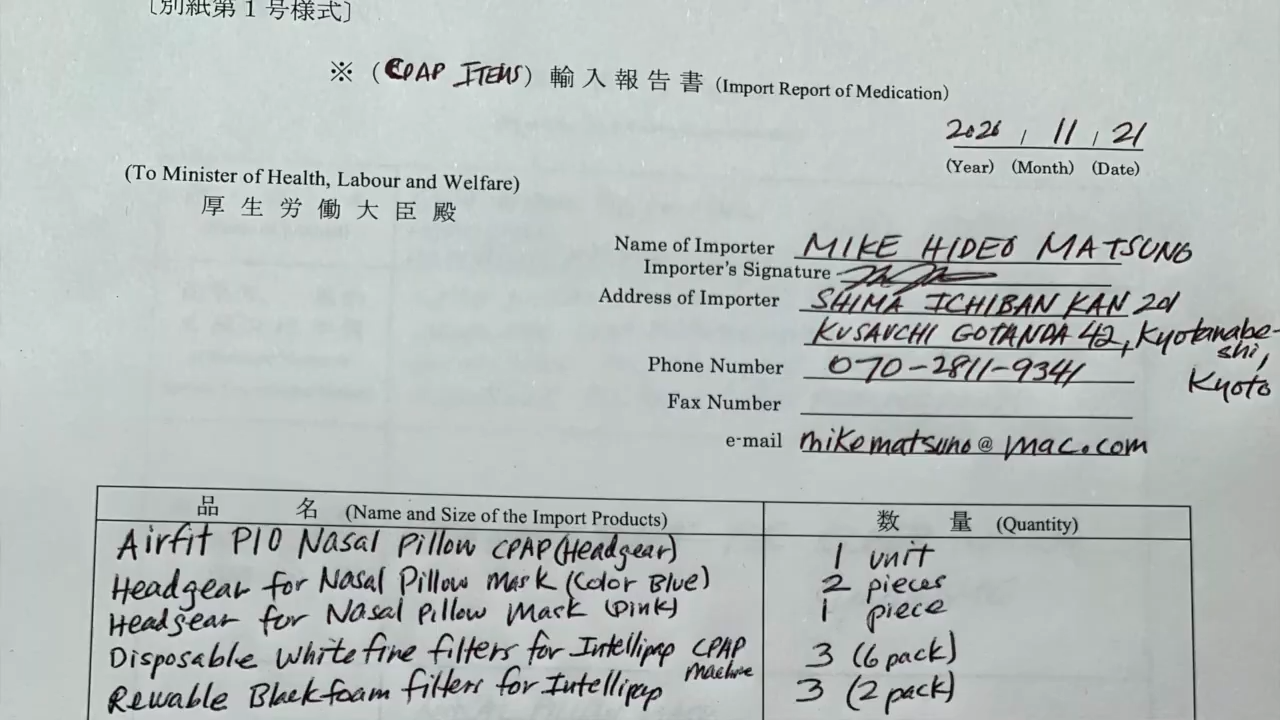 ［別紙第１号様式］
※（CPAP ITEMS）輸入報告書（Import Report of Medication）
2020 , 11 , 21
(Year) (Month) (Date)
(To Minister of Health, Labour and Welfare)
厚生労働大臣殿
Name of Importer MIKE HIDEO MATSUNO
Importer's Signature
Address of Importer SHIMA ICHIBAN KAN 201
KUSAUCHI GOTANDA 42, Kyotanabe-shi,
Kyoto
Phone Number 070-2811-9341
Fax Number
e-mail mikematsuno@mac.com
品名 (Name and Size of the Import Products) 数量 (Quantity)
Airfit P10 Nasal Pillow CPAP (Headgear) 1 unit
Headgear for Nasal Pillow Mask (Color Blue) 2 pieces
Headgear for Nasal Pillow Mask (Pink) 1 piece
Disposable White fine filters for Intellipap CPAP Machine 3 (6 pack)
Reusable Black foam filters for Intellipap 3 (2 pack)